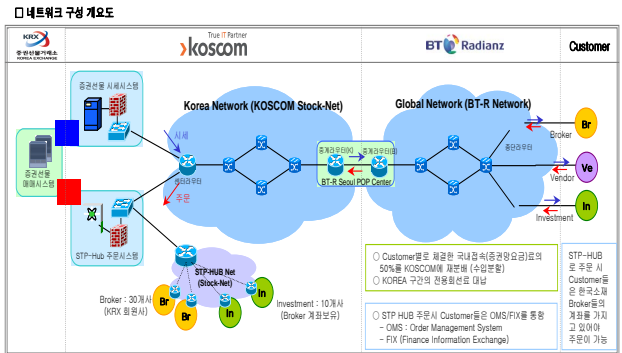 □ 네트워크 구성 개요도
KRX
증권선물거래소
KOREA EXCHANGE
True IT Partner
koscom
BT Radianz
Customer
증권선물 시세시스템
Korea Network (KOSCOM Stock-Net)
Global Network (BT-R Network)
시세
증권선물
매매시스템
센터라우터
주문
중계라우터(K)
중계라우터(B)
BT-R Seoul POP Center
종단라우터
Br
Broker
Ve
Vendor
In
Investment
STP-Hub 주문시스템
STP-HUB Net
(Stock-Net)
Br
Br
In
In
Broker : 30개사
(KRX 회원사)
Investment : 10개사
(Broker 계좌보유)
○ Customer별로 체결한 국내접속(증권망요금)료의
50%를 KOSCOM에 재분배 (수입분할)
○ KOREA 구간의 전용회선료 대납
○ STP HUB 주문시 Customer들은 OMS/FIX를 통함
- OMS : Order Management System
- FIX (Finance Information Exchange)
STP-HUB
로 주문 시
Customer들
은 한국소재
Broker들의
계좌를 가지
고 있어야
주문이 가능